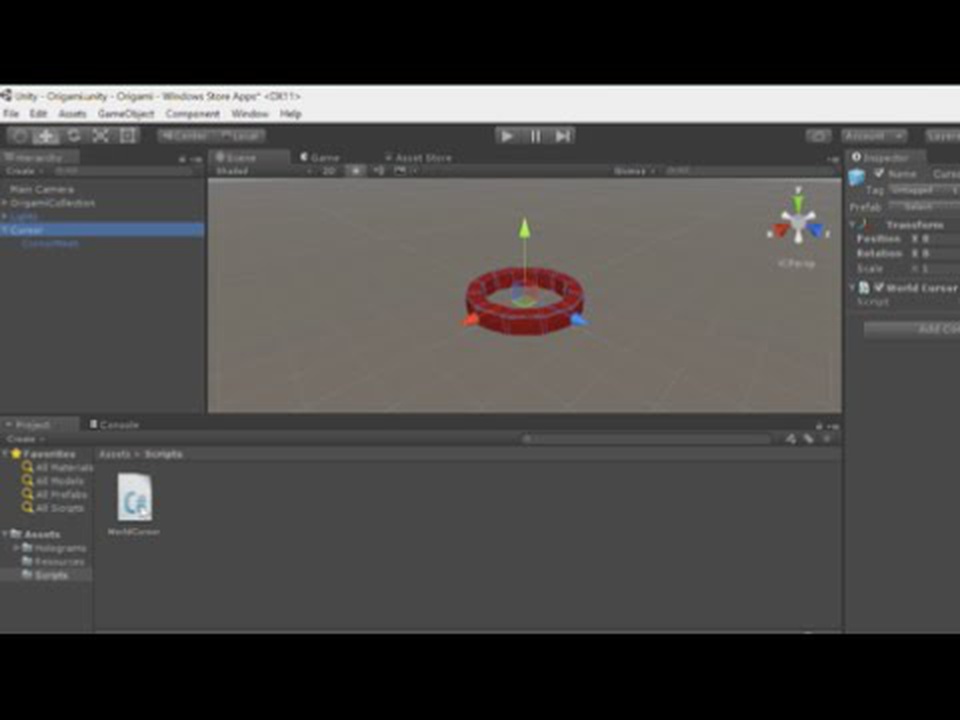 Unity - Origami.unity - Origami - Windows Store Apps* <DX11>
File Edit Assets GameObject Component Window Help
Center Local Account Layers
Hierarchy Scene Game Asset Store Inspector
Create Shaded 2D Gizmos
Main Camera
OrigamiCollection
Lights
Cursor
CursorMesh
y
x z
Persp
Name Curso
Tag Untagged
Prefab Select
Transform
Position X 0
Rotation X 0
Scale X 1
World Cursor
Script
Add Co
Project Console
Create
Favorites
All Materials
All Models
All Prefabs
All Scripts
Assets
Holograms
Resources
Scripts
Assets Scripts
C#
WorldCursor